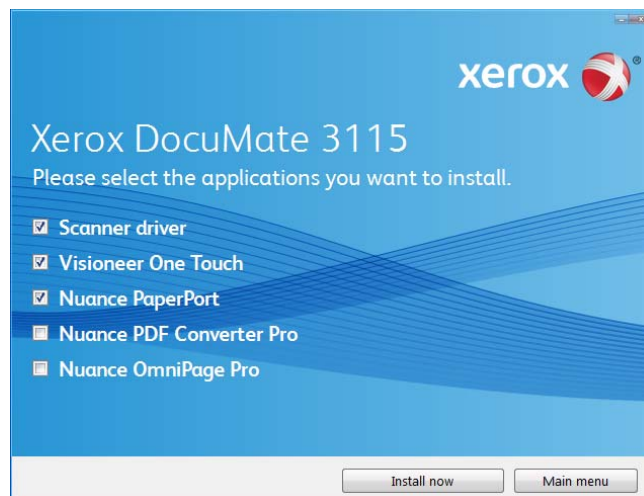 xerox ®
Xerox DocuMate 3115
Please select the applications you want to install.
Scanner driver
Visioneer One Touch
Nuance PaperPort
Nuance PDF Converter Pro
Nuance OmniPage Pro
Install now Main menu